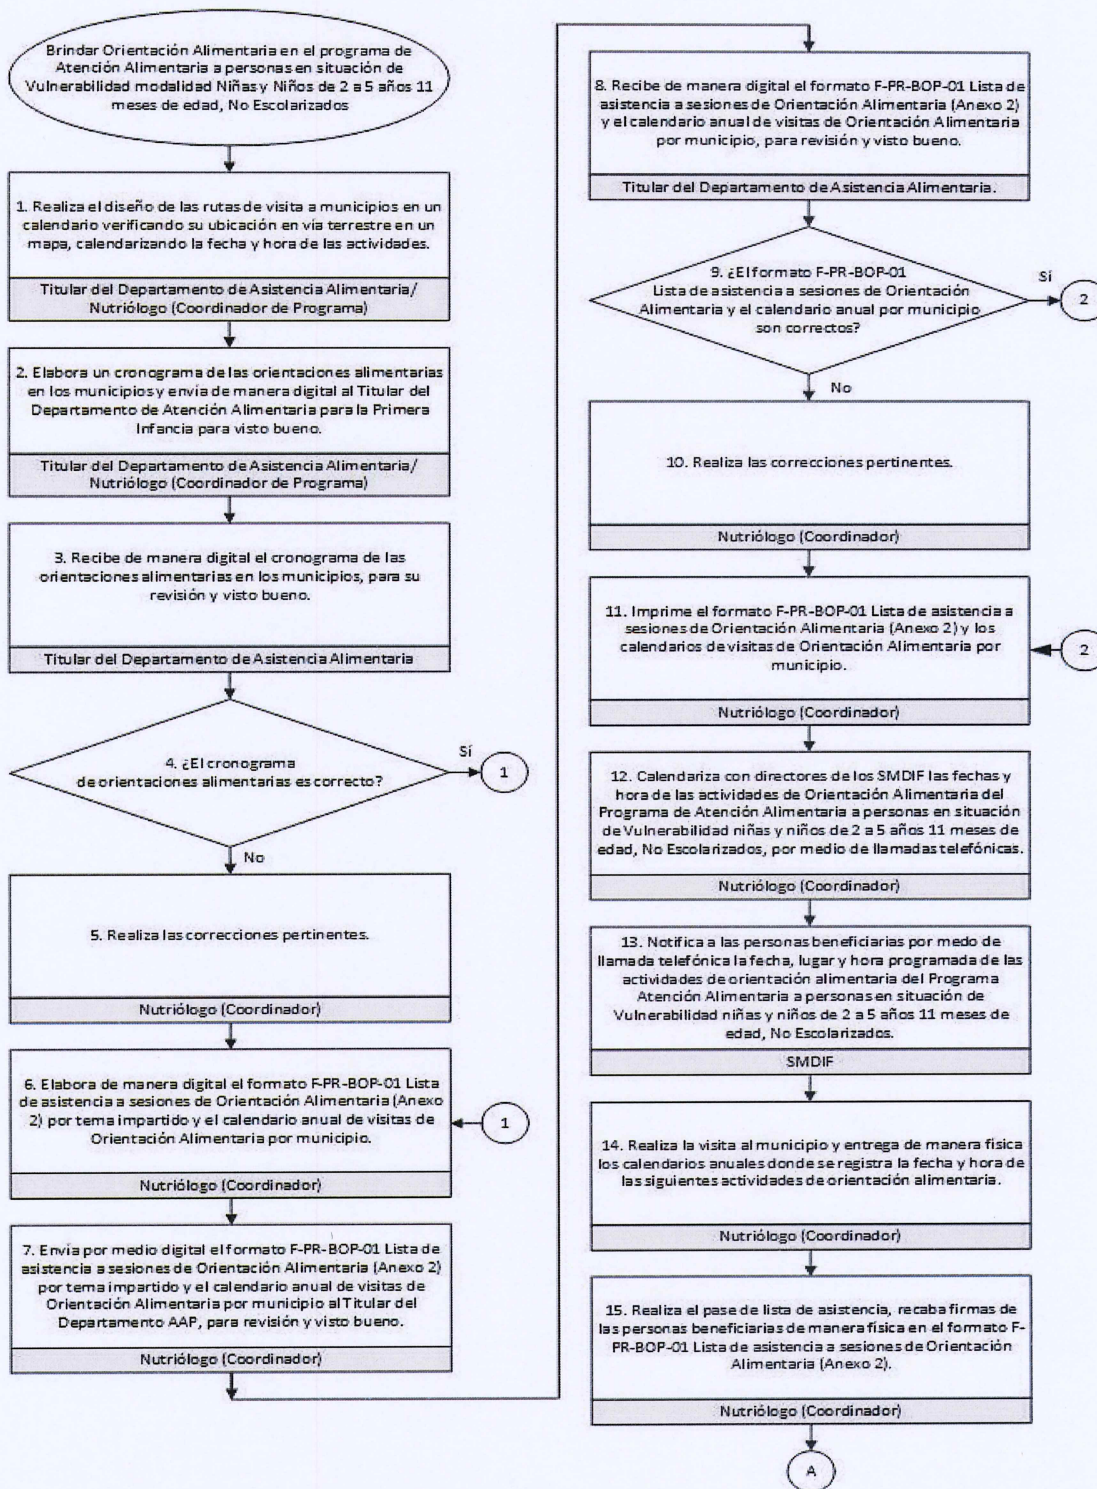 Brindar Orientación Alimentaria en el programa de
Atención Alimentaria a personas en situación de
Vulnerabilidad modalidad Niñas y Niños de 2 a 5 años 11
meses de edad, No Escolarizados
1. Realiza el diseño de las rutas de visita a municipios en un
calendario verificando su ubicación en vía terrestre en un
mapa, calendarizando la fecha y hora de las actividades.
Titular del Departamento de Asistencia Alimentaria/
Nutriólogo (Coordinador de Programa)
2. Elabora un cronograma de las orientaciones alimentarias
en los municipios y envía de manera digital al Titular del
Departamento de Atención Alimentaria para la Primera
Infancia para visto bueno.
Titular del Departamento de Asistencia Alimentaria/
Nutriólogo (Coordinador de Programa)
3. Recibe de manera digital el cronograma de las
orientaciones alimentarias en los municipios, para su
revisión y visto bueno.
Titular del Departamento de Asistencia Alimentaria
4. ¿El cronograma
de orientaciones alimentarias es correcto?
Sí
1
No
5. Realiza las correcciones pertinentes.
Nutriólogo (Coordinador)
6. Elabora de manera digital el formato F-PR-BOP-01 Lista
de asistencia a sesiones de Orientación Alimentaria (Anexo
2) por tema impartido y el calendario anual de visitas de
Orientación Alimentaria por municipio.
1
Nutriólogo (Coordinador)
7. Envía por medio digital el formato F-PR-BOP-01 Lista de
asistencia a sesiones de Orientación Alimentaria (Anexo 2)
por tema impartido y el calendario anual de visitas de
Orientación Alimentaria por municipio al Titular del
Departamento AAP, para revisión y visto bueno.
Nutriólogo (Coordinador)
8. Recibe de manera digital el formato F-PR-BOP-01 Lista de
asistencia a sesiones de Orientación Alimentaria (Anexo 2)
y el calendario anual de visitas de Orientación Alimentaria
por municipio, para revisión y visto bueno.
Titular del Departamento de Asistencia Alimentaria.
9. ¿El formato F-PR-BOP-01
Lista de asistencia a sesiones de Orientación
Alimentaria y el calendario anual por municipio
son correctos?
Sí
2
No
10. Realiza las correcciones pertinentes.
Nutriólogo (Coordinador)
11. Imprime el formato F-PR-BOP-01 Lista de asistencia a
sesiones de Orientación Alimentaria (Anexo 2) y los
calendarios de visitas de Orientación Alimentaria por
municipio.
2
Nutriólogo (Coordinador)
12. Calendariza con directores de los SMDIF las fechas y
hora de las actividades de Orientación Alimentaria del
Programa de Atención Alimentaria a personas en situación
de Vulnerabilidad niñas y niños de 2 a 5 años 11 meses de
edad, No Escolarizados, por medio de llamadas telefónicas.
Nutriólogo (Coordinador)
13. Notifica a las personas beneficiarias por medo de
llamada telefónica la fecha, lugar y hora programada de las
actividades de orientación alimentaria del Programa
Atención Alimentaria a personas en situación de
Vulnerabilidad niñas y niños de 2 a 5 años 11 meses de
edad, No Escolarizados.
SMDIF
14. Realiza la visita al municipio y entrega de manera física
los calendarios anuales donde se registra la fecha y hora de
las siguientes actividades de orientación alimentaria.
Nutriólogo (Coordinador)
15. Realiza el pase de lista de asistencia, recaba firmas de
las personas beneficiarias de manera física en el formato F-
PR-BOP-01 Lista de asistencia a sesiones de Orientación
Alimentaria (Anexo 2).
Nutriólogo (Coordinador)
A